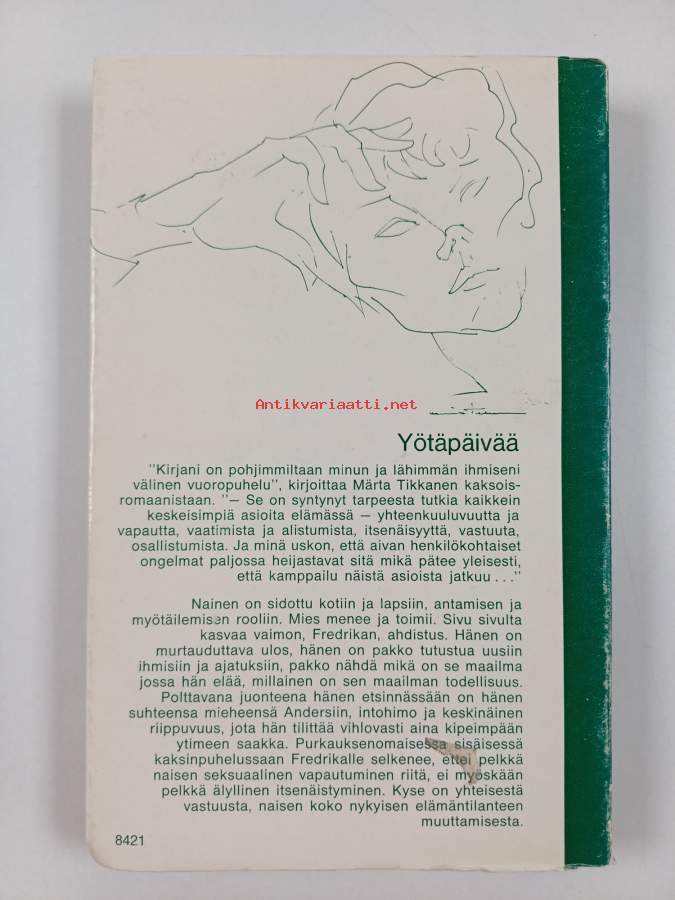 Antikvariaatti.net
Yötäpäivää
"Kirjani on pohjimmiltaan minun ja lähimmän ihmiseni
välinen vuoropuhelu", kirjoittaa Märta Tikkanen kaksois-
romaanistaan. "– Se on syntynyt tarpeesta tutkia kaikkein
keskeisimpiä asioita elämässä – yhteenkuuluvuutta ja
vapautta, vaatimista ja alistumista, itsenäisyyttä, vastuuta,
osallistumista. Ja minä uskon, että aivan henkilökohtaiset
ongelmat paljossa heijastavat sitä mikä pätee yleisesti,
että kamppailu näistä asioista jatkuu . . ."
Nainen on sidottu kotiin ja lapsiin, antamisen ja
myötäilemisen rooliin. Mies menee ja toimii. Sivu sivulta
kasvaa vaimon, Fredrikan, ahdistus. Hänen on
murtauduttava ulos, hänen on pakko tutustua uusiin
ihmisiin ja ajatuksiin, pakko nähdä mikä on se maailma
jossa hän elää, millainen on sen maailman todellisuus.
Polttavana juonteena hänen etsinnässään on hänen
suhteensa mieheensä Andersiin, intohimo ja keskinäinen
riippuvuus, jota hän tilittää vihlovasti aina kipeimpään
ytimeen saakka. Purkauksenomaisessa sisäisessä
kaksinpuhelussaan Fredrikalle selkenee, ettei pelkkä
naisen seksuaalinen vapautuminen riitä, ei myöskään
pelkkä älyllinen itsenäistyminen. Kyse on yhteisestä
vastuusta, naisen koko nykyisen elämäntilanteen
muuttamisesta.
8421